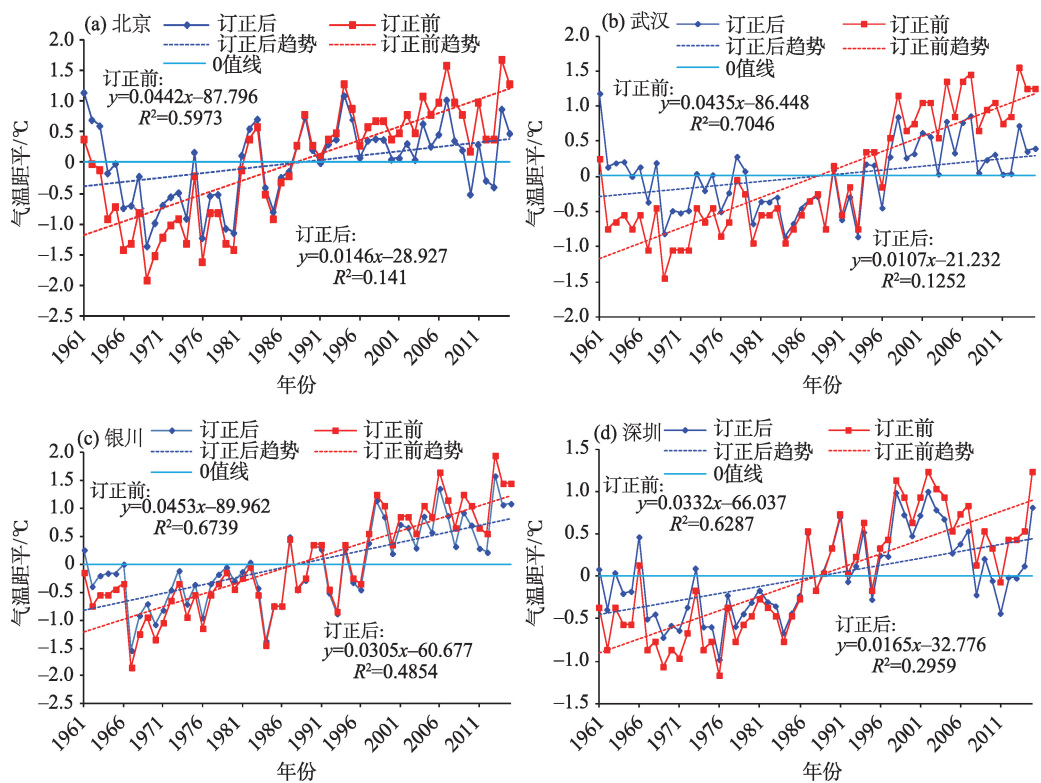 (a) 北京
订正后 订正前
订正后趋势 订正前趋势
0值线
订正前:
y=0.0442x–87.796
R²=0.5973
订正后:
y=0.0146x–28.927
R²=0.141
气温距平/℃
2.0
1.5
1.0
0.5
0
–0.5
–1.0
–1.5
–2.0
–2.5
1961 1966 1971 1976 1981 1986 1991 1996 2001 2006 2011
年份
(b) 武汉
订正后 订正前
订正后趋势 订正前趋势
0值线
订正前:
y=0.0435x–86.448
R²=0.7046
订正后:
y=0.0107x–21.232
R²=0.1252
气温距平/℃
2.0
1.5
1.0
0.5
0
–0.5
–1.0
–1.5
–2.0
1961 1966 1971 1976 1981 1986 1991 1996 2001 2006 2011
年份
(c) 银川
订正后 订正前
订正后趋势 订正前趋势
0值线
订正前:
y=0.0453x–89.962
R²=0.6739
订正后:
y=0.0305x–60.677
R²=0.4854
气温距平/℃
2.0
1.5
1.0
0.5
0
–0.5
–1.0
–1.5
–2.0
–2.5
1961 1966 1971 1976 1981 1986 1991 1996 2001 2006 2011
年份
(d) 深圳
订正后 订正前
订正后趋势 订正前趋势
0值线
订正前:
y=0.0332x–66.037
R²=0.6287
订正后:
y=0.0165x–32.776
R²=0.2959
气温距平/℃
1.5
1.0
0.5
0
–0.5
–1.0
–1.5
1961 1966 1971 1976 1981 1986 1991 1996 2001 2006 2011
年份